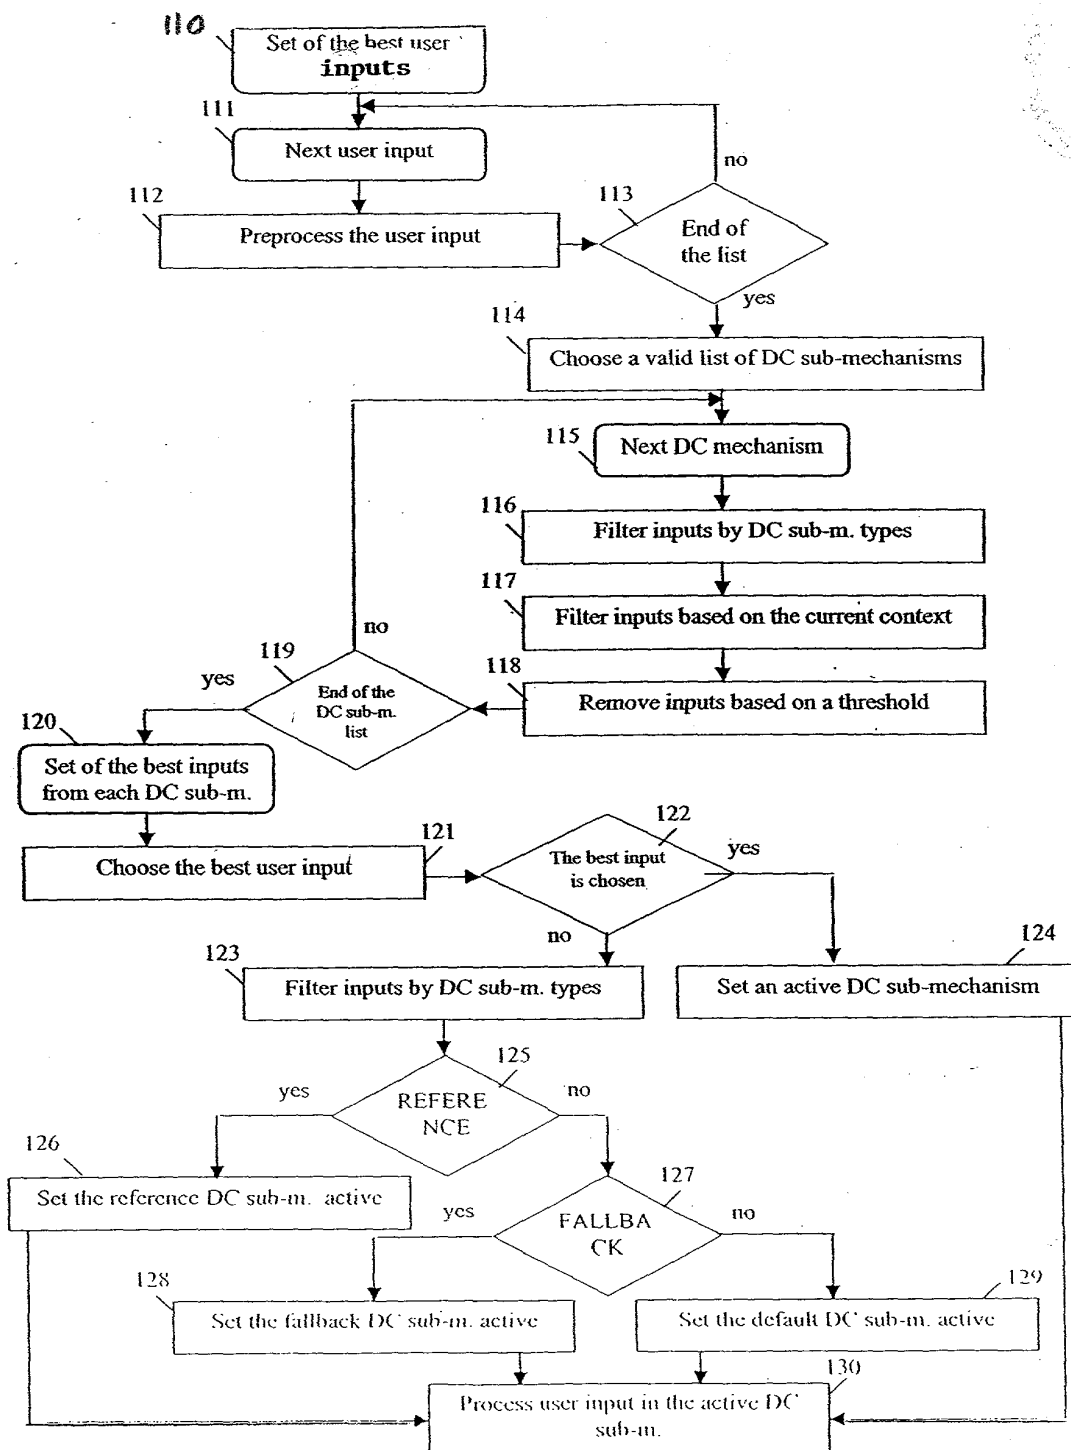 110
Set of the best user
inputs
111
Next user input
no
112
Preprocess the user input
113
End of
the list
yes
114
Choose a valid list of DC sub-mechanisms
115
Next DC mechanism
116
Filter inputs by DC sub-m. types
117
Filter inputs based on the current context
no
118
Remove inputs based on a threshold
119
yes
End of the
DC sub-m.
list
120
Set of the best inputs
from each DC sub-m.
121
Choose the best user input
122
The best input
is chosen
yes
no
123
Filter inputs by DC sub-m. types
124
Set an active DC sub-mechanism
125
yes
REFERE
NCE
no
126
Set the reference DC sub-m. active
127
yes
FALLBA
CK
no
128
Set the fallback DC sub-m. active
129
Set the default DC sub-m. active
130
Process user input in the active DC
sub-m.